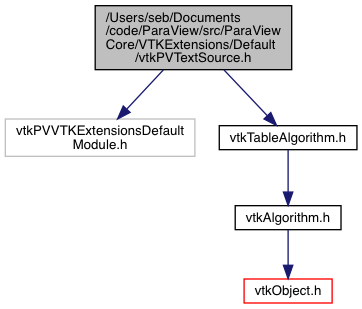 /Users/seb/Documents
/code/ParaView/src/ParaView
Core/VTKExtensions/Default
/vtkPVTextSource.h
vtkPVVTKExtensionsDefault
Module.h
vtkTableAlgorithm.h
vtkAlgorithm.h
vtkObject.h